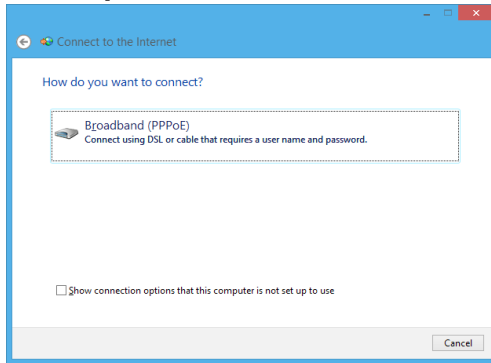 Connect to the Internet
How do you want to connect?
Broadband (PPPoE)
Connect using DSL or cable that requires a user name and password.
Show connection options that this computer is not set up to use
Cancel